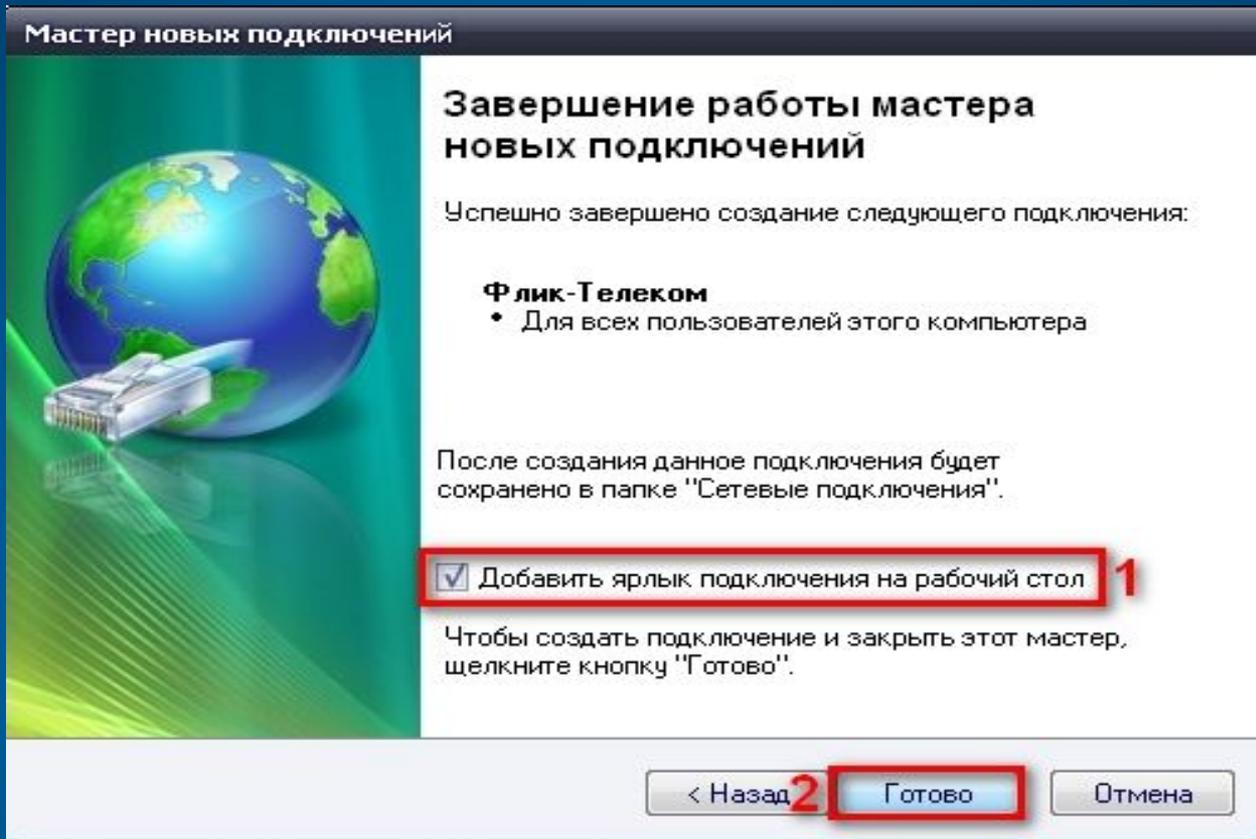 Мастер новых подключений
Завершение работы мастера
новых подключений
Успешно завершено создание следующего подключения:
Флик-Телеком
• Для всех пользователей этого компьютера
После создания данное подключения будет
сохранено в папке "Сетевые подключения".
Добавить ярлык подключения на рабочий стол 1
Чтобы создать подключение и закрыть этот мастер,
щелкните кнопку "Готово".
< Назад 2 Готово Отмена